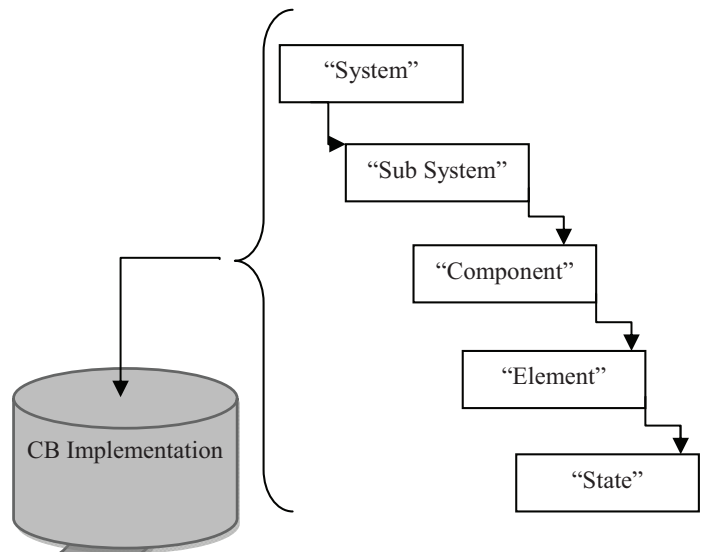 “System”
“Sub System”
“Component”
“Element”
“State”
CB Implementation